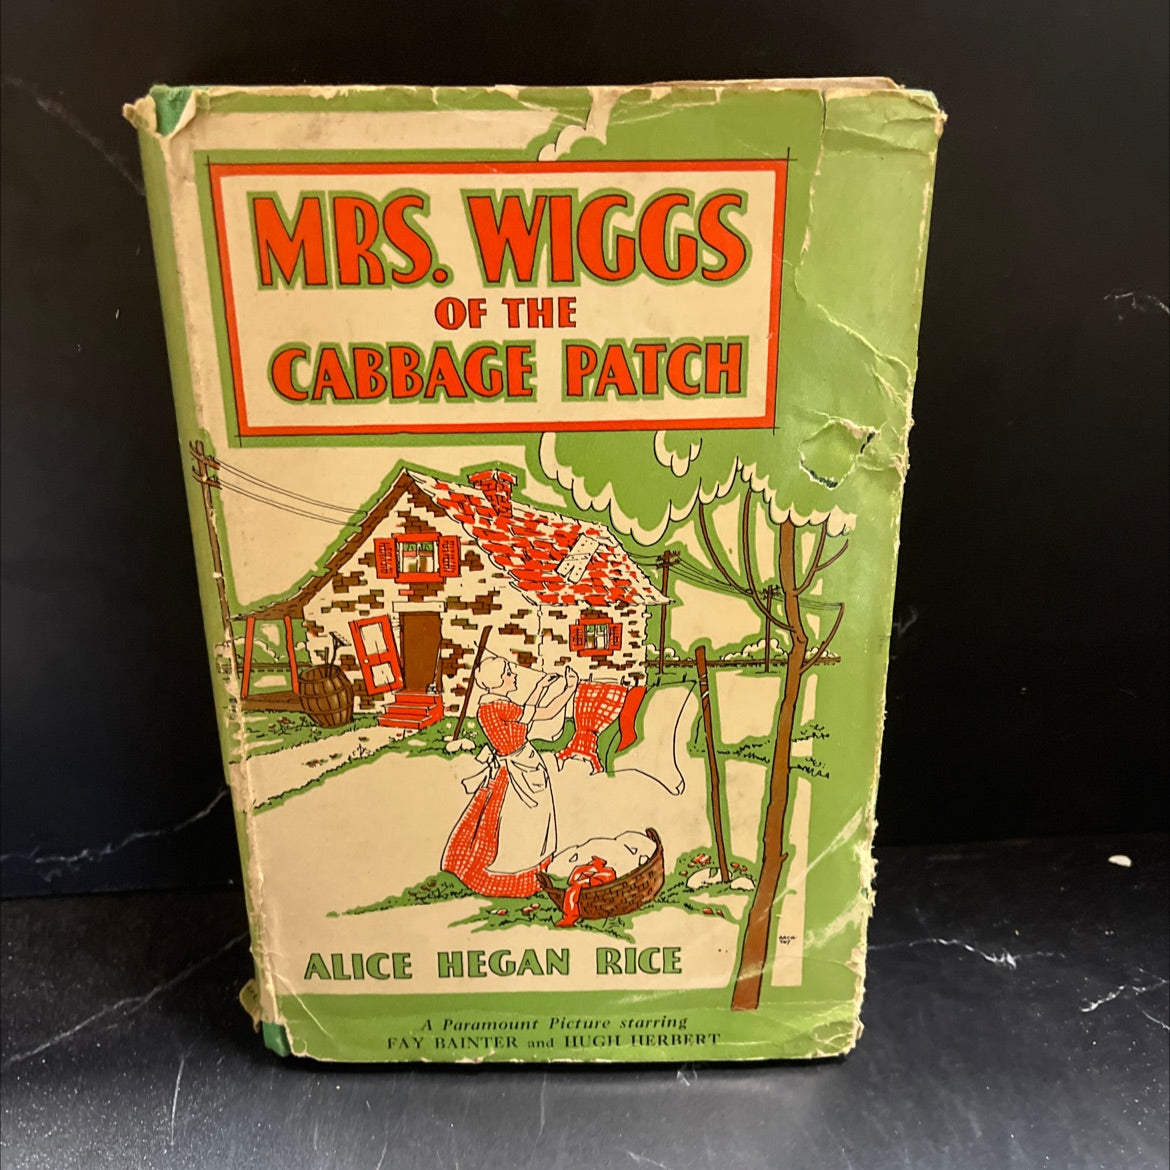 MRS. WIGGS
OF THE
CABBAGE PATCH
ALICE HEGAN RICE
A Paramount Picture starring
FAY BAINTER and HUGH HERBERT